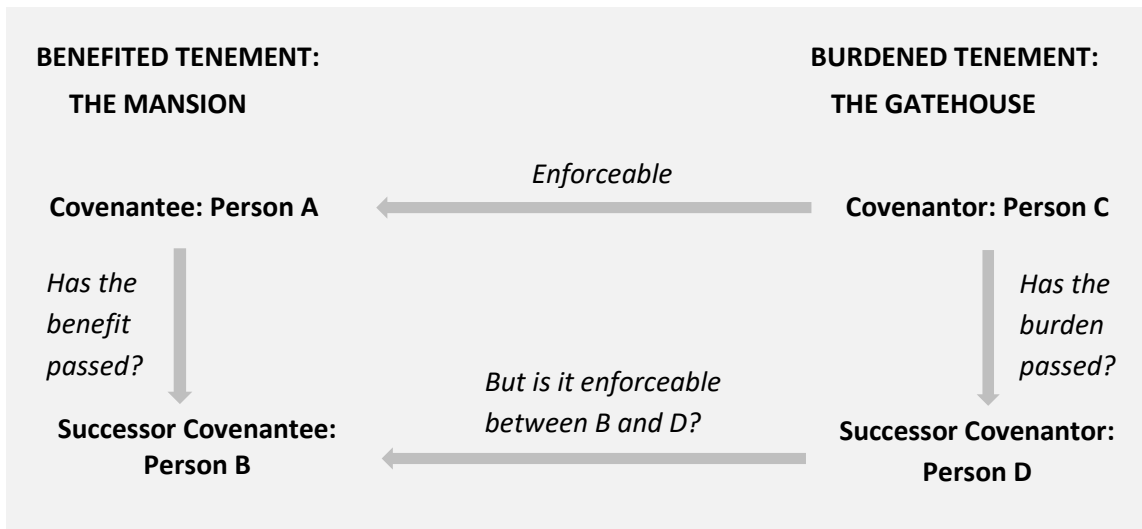 BENEFITED TENEMENT:
THE MANSION
BURDENED TENEMENT:
THE GATEHOUSE
Enforceable
Covenantee: Person A
Covenantor: Person C
Has the
benefit
passed?
Has the
burden
passed?
But is it enforceable
between B and D?
Successor Covenantee:
Person B
Successor Covenantor:
Person D